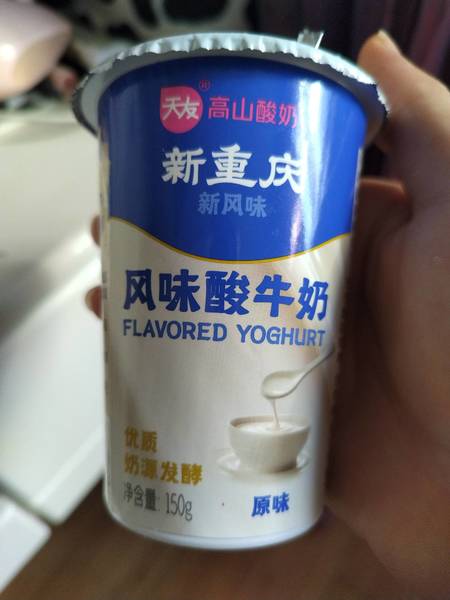 天友® 高山酸奶
新重庆
新风味
风味酸牛奶
FLAVORED YOGHURT
优质
奶源发酵
净含量: 150g
原味